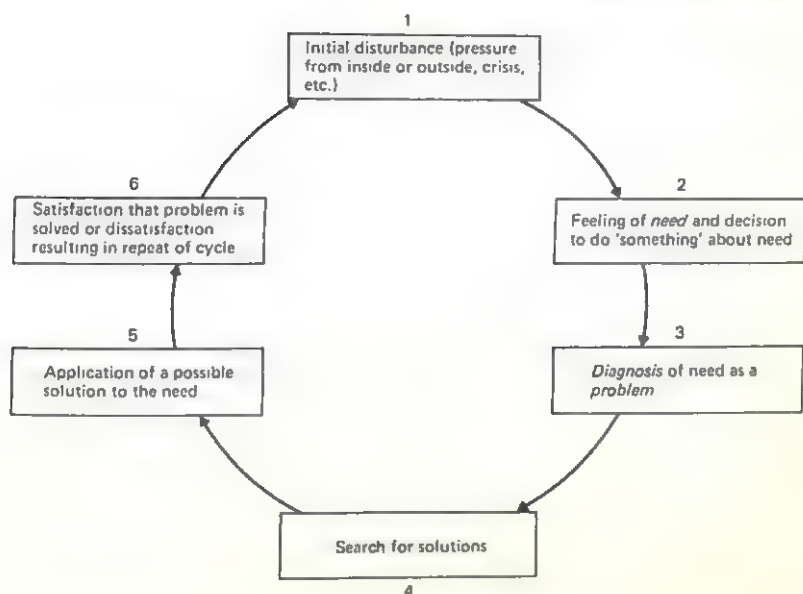 1
Initial disturbance (pressure
from inside or outside, crisis,
etc.)
2
Feeling of need and decision
to do 'something' about need
3
Diagnosis of need as a
problem
Search for solutions
4
5
Application of a possible
solution to the need
6
Satisfaction that problem is
solved or dissatisfaction
resulting in repeat of cycle